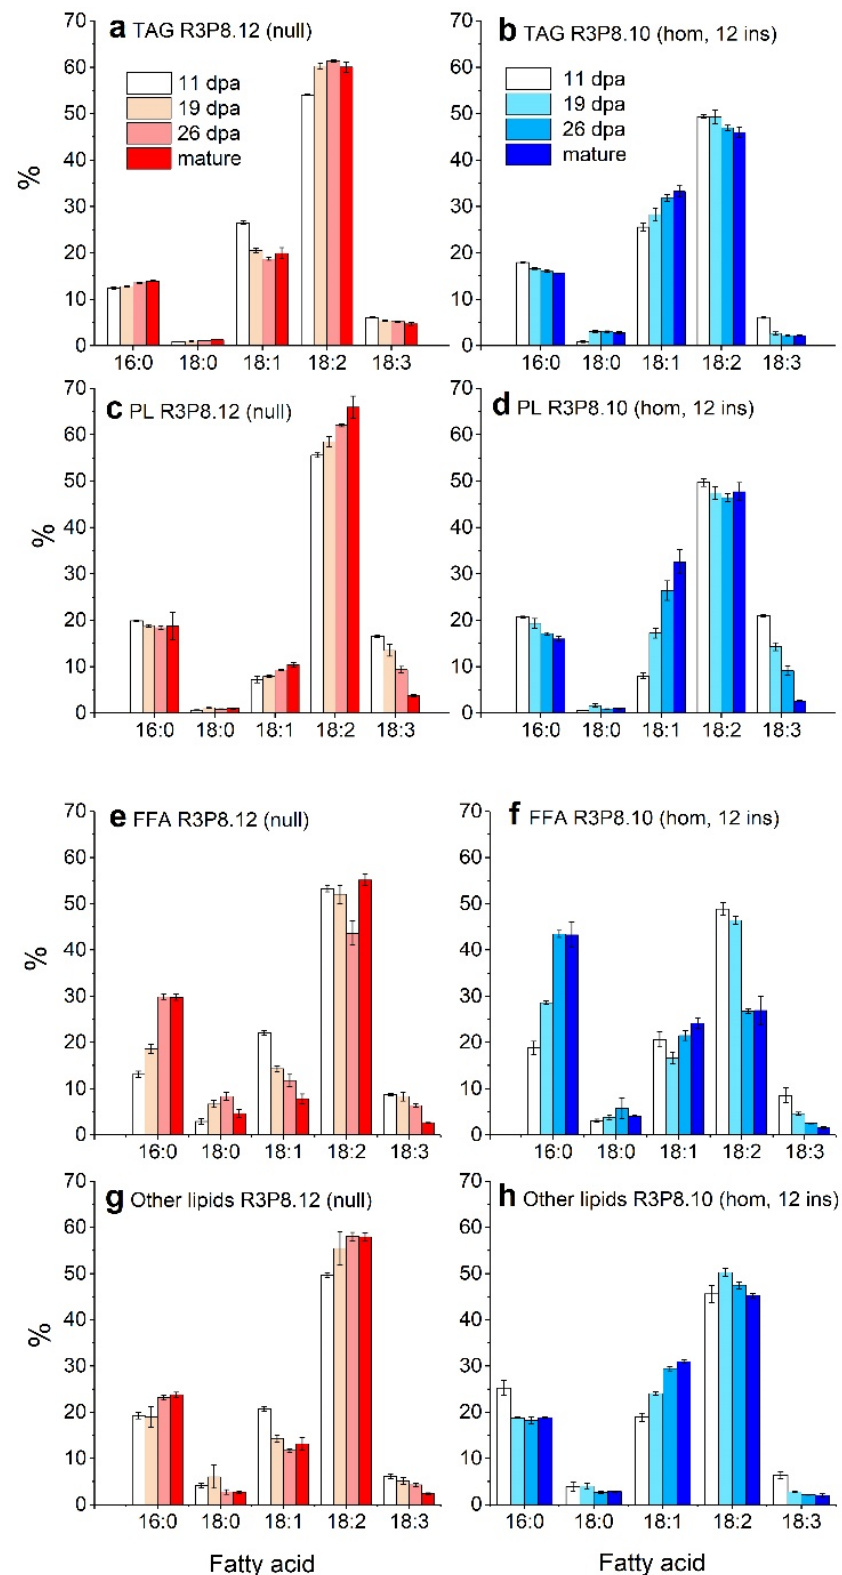 a TAG R3P8.12 (null)
11 dpa
19 dpa
26 dpa
mature
%
70
60
50
40
30
20
10
0
16:0 18:0 18:1 18:2 18:3
b TAG R3P8.10 (hom, 12 ins)
11 dpa
19 dpa
26 dpa
mature
70
60
50
40
30
20
10
0
16:0 18:0 18:1 18:2 18:3
c PL R3P8.12 (null)
%
70
60
50
40
30
20
10
0
16:0 18:0 18:1 18:2 18:3
d PL R3P8.10 (hom, 12 ins)
70
60
50
40
30
20
10
0
16:0 18:0 18:1 18:2 18:3
e FFA R3P8.12 (null)
%
70
60
50
40
30
20
10
0
16:0 18:0 18:1 18:2 18:3
f FFA R3P8.10 (hom, 12 ins)
70
60
50
40
30
20
10
0
16:0 18:0 18:1 18:2 18:3
g Other lipids R3P8.12 (null)
%
70
60
50
40
30
20
10
0
16:0 18:0 18:1 18:2 18:3
Fatty acid
h Other lipids R3P8.10 (hom, 12 ins)
70
60
50
40
30
20
10
0
16:0 18:0 18:1 18:2 18:3
Fatty acid